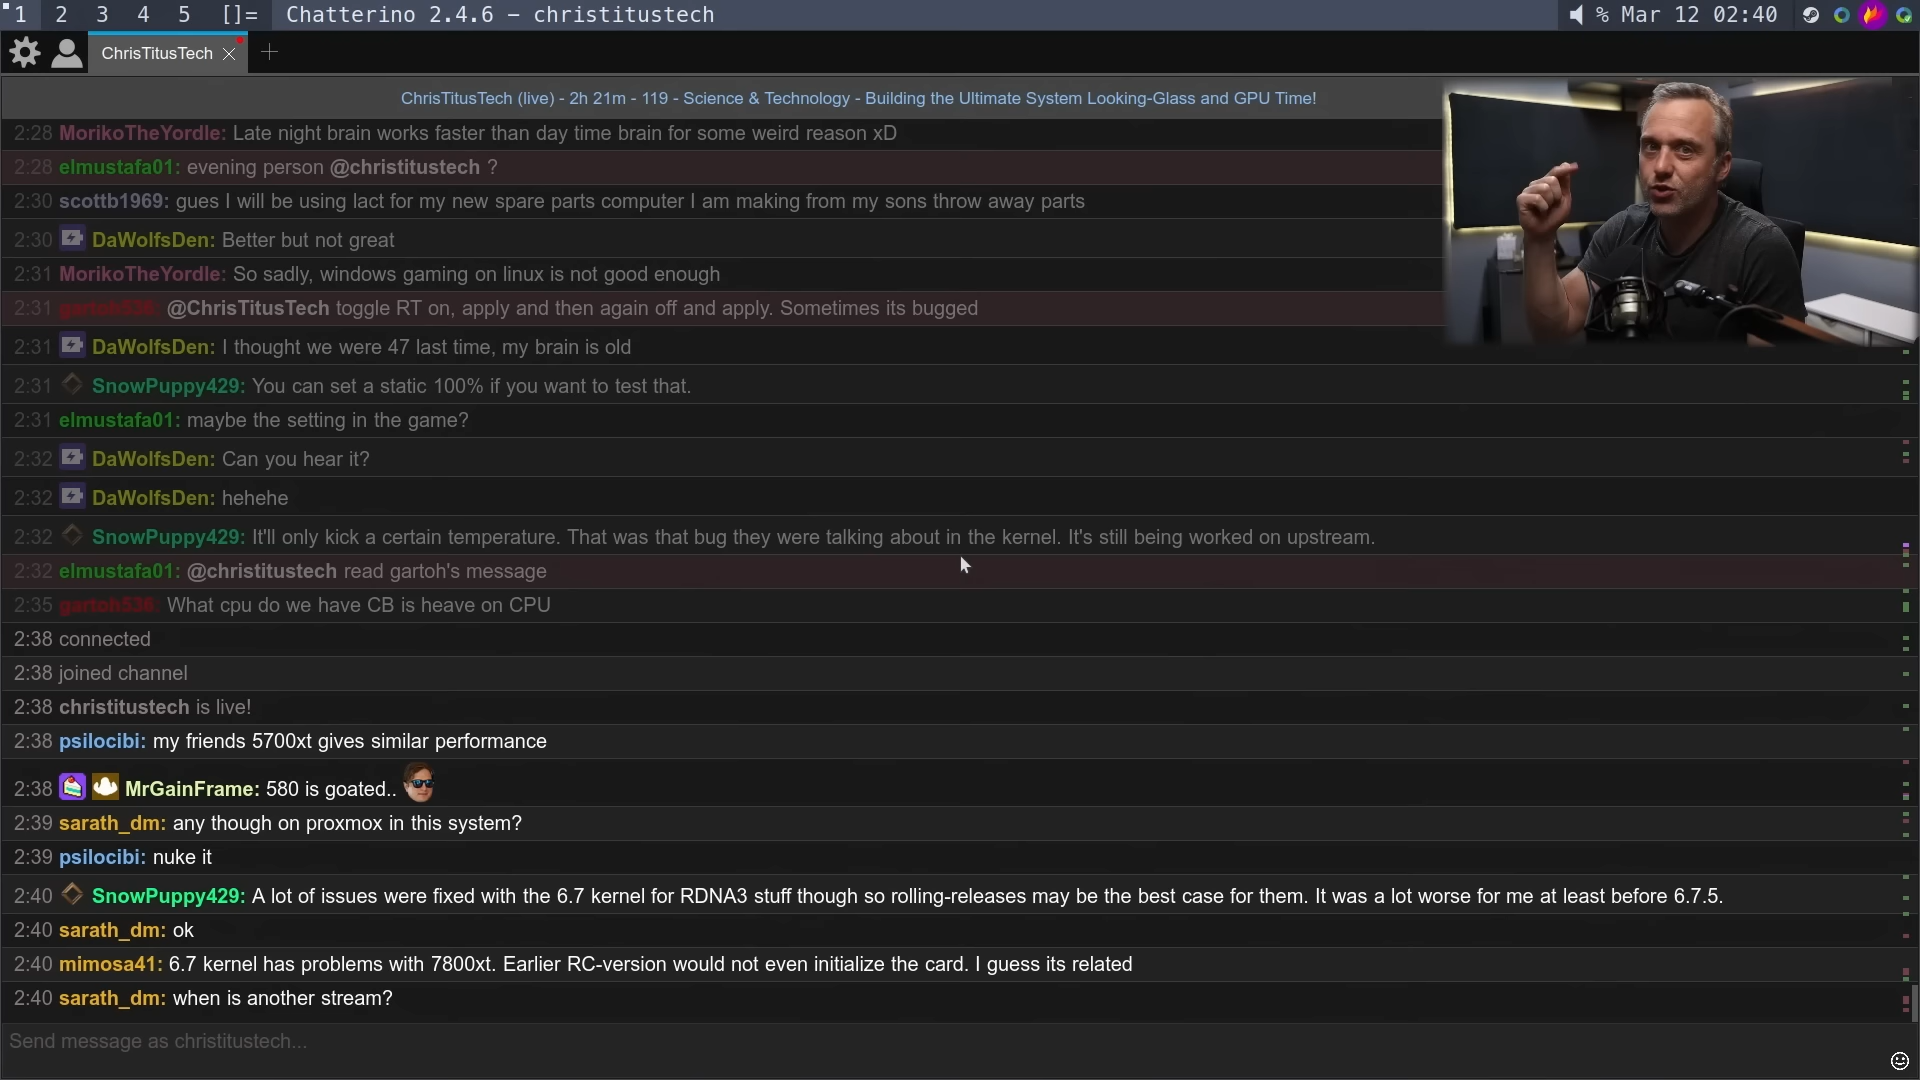 1 2 3 4 5 []= Chatterino 2.4.6 – christitustech % Mar 12 02:40
ChrisTitusTech
ChrisTitusTech (live) - 2h 21m - 119 - Science & Technology - Building the Ultimate System Looking-Glass and GPU Time!
2:28 MorikoTheYordle: Late night brain works faster than day time brain for some weird reason xD
2:28 elmustafa01: evening person @christitustech ?
2:30 scottb1969: gues I will be using lact for my new spare parts computer I am making from my sons throw away parts
2:30 DaWolfsDen: Better but not great
2:31 MorikoTheYordle: So sadly, windows gaming on linux is not good enough
2:31 gartoh536: @ChrisTitusTech toggle RT on, apply and then again off and apply. Sometimes its bugged
2:31 DaWolfsDen: I thought we were 47 last time, my brain is old
2:31 SnowPuppy429: You can set a static 100% if you want to test that.
2:31 elmustafa01: maybe the setting in the game?
2:32 DaWolfsDen: Can you hear it?
2:32 DaWolfsDen: hehehe
2:32 SnowPuppy429: It'll only kick a certain temperature. That was that bug they were talking about in the kernel. It's still being worked on upstream.
2:32 elmustafa01: @christitustech read gartoh's message
2:35 gartoh536: What cpu do we have CB is heave on CPU
2:38 connected
2:38 joined channel
2:38 christitustech is live!
2:38 psilocibi: my friends 5700xt gives similar performance
2:38 MrGainFrame: 580 is goated..
2:39 sarath_dm: any though on proxmox in this system?
2:39 psilocibi: nuke it
2:40 SnowPuppy429: A lot of issues were fixed with the 6.7 kernel for RDNA3 stuff though so rolling-releases may be the best case for them. It was a lot worse for me at least before 6.7.5.
2:40 sarath_dm: ok
2:40 mimosa41: 6.7 kernel has problems with 7800xt. Earlier RC-version would not even initialize the card. I guess its related
2:40 sarath_dm: when is another stream?
Send message as christitustech...